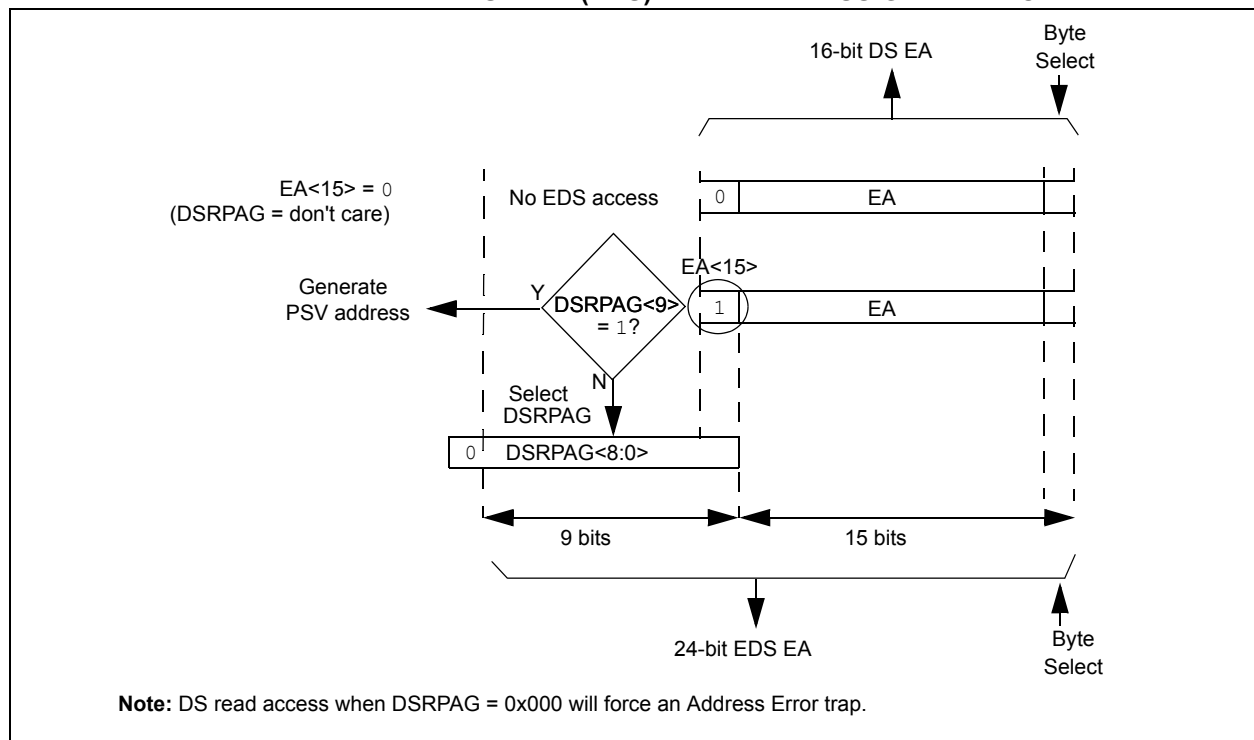 16-bit DS EA
Byte
Select
EA<15> = 0
(DSRPAG = don't care)
No EDS access
0
EA
EA<15>
Generate
PSV address
Y
DSRPAG<9>
= 1?
1
EA
N
Select
DSRPAG
0
DSRPAG<8:0>
9 bits
15 bits
24-bit EDS EA
Byte
Select
Note: DS read access when DSRPAG = 0x000 will force an Address Error trap.